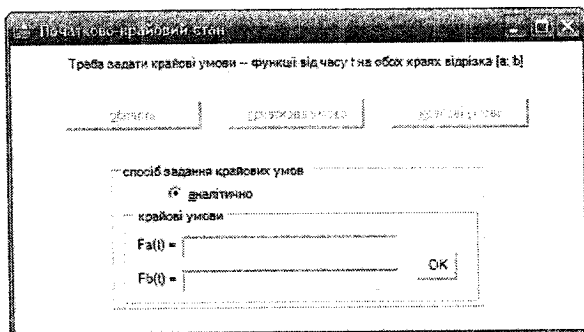 Початково-крайовий стан
Треба задати крайові умови -- функції від часу t на обох краях відрізка [a; b]
область
спосіб задання крайових умов
аналітично
крайові умови
Fa(t) =
Fb(t) =
OK